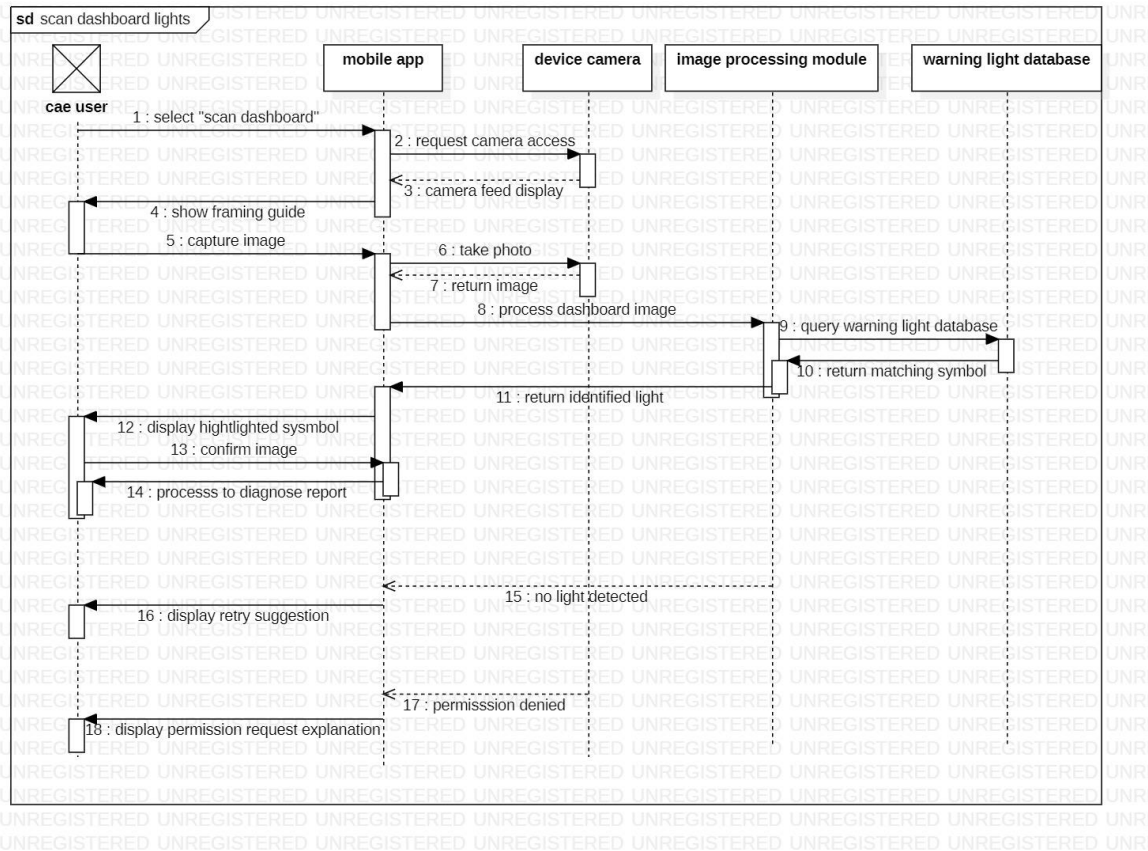 sd scan dashboard lights
mobile app
device camera
image processing module
warning light database
cae user
1 : select "scan dashboard"
2 : request camera access
3 : camera feed display
4 : show framing guide
5 : capture image
6 : take photo
7 : return image
8 : process dashboard image
9 : query warning light database
10 : return matching symbol
11 : return identified light
12 : display hightlighted sysmbol
13 : confirm image
14 : processs to diagnose report
15 : no light detected
16 : display retry suggestion
17 : permisssion denied
18 : display permission request explanation
UNREGISTERED